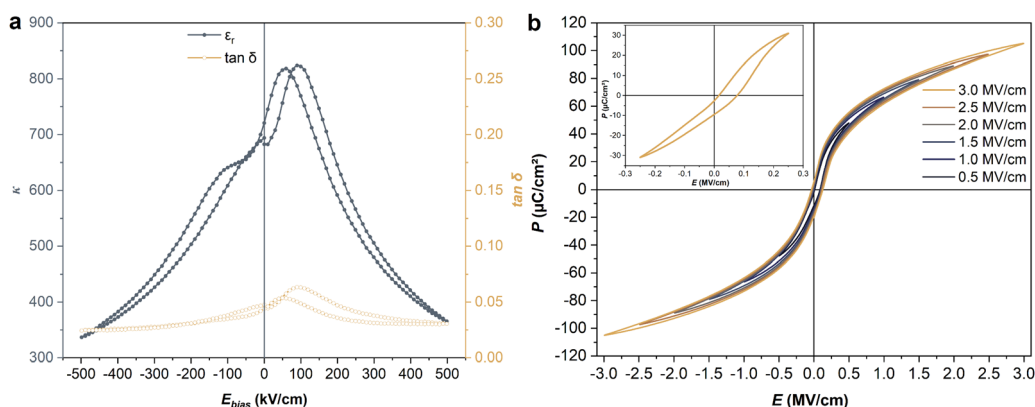 a
900
800
700
600
500
400
300
κ
εr
tan δ
0.30
0.25
0.20
0.15
0.10
0.05
0.00
tan δ
-500 -400 -300 -200 -100 0 100 200 300 400 500
Ebias (kV/cm)
b
120
100
80
60
40
20
0
-20
-40
-60
-80
-100
-120
P (μC/cm²)
30
20
10
0
-10
-20
-30
P (μC/cm²)
-0.3 -0.2 -0.1 0.0 0.1 0.2 0.3
E (MV/cm)
3.0 MV/cm
2.5 MV/cm
2.0 MV/cm
1.5 MV/cm
1.0 MV/cm
0.5 MV/cm
-3.0 -2.5 -2.0 -1.5 -1.0 -0.5 0.0 0.5 1.0 1.5 2.0 2.5 3.0
E (MV/cm)